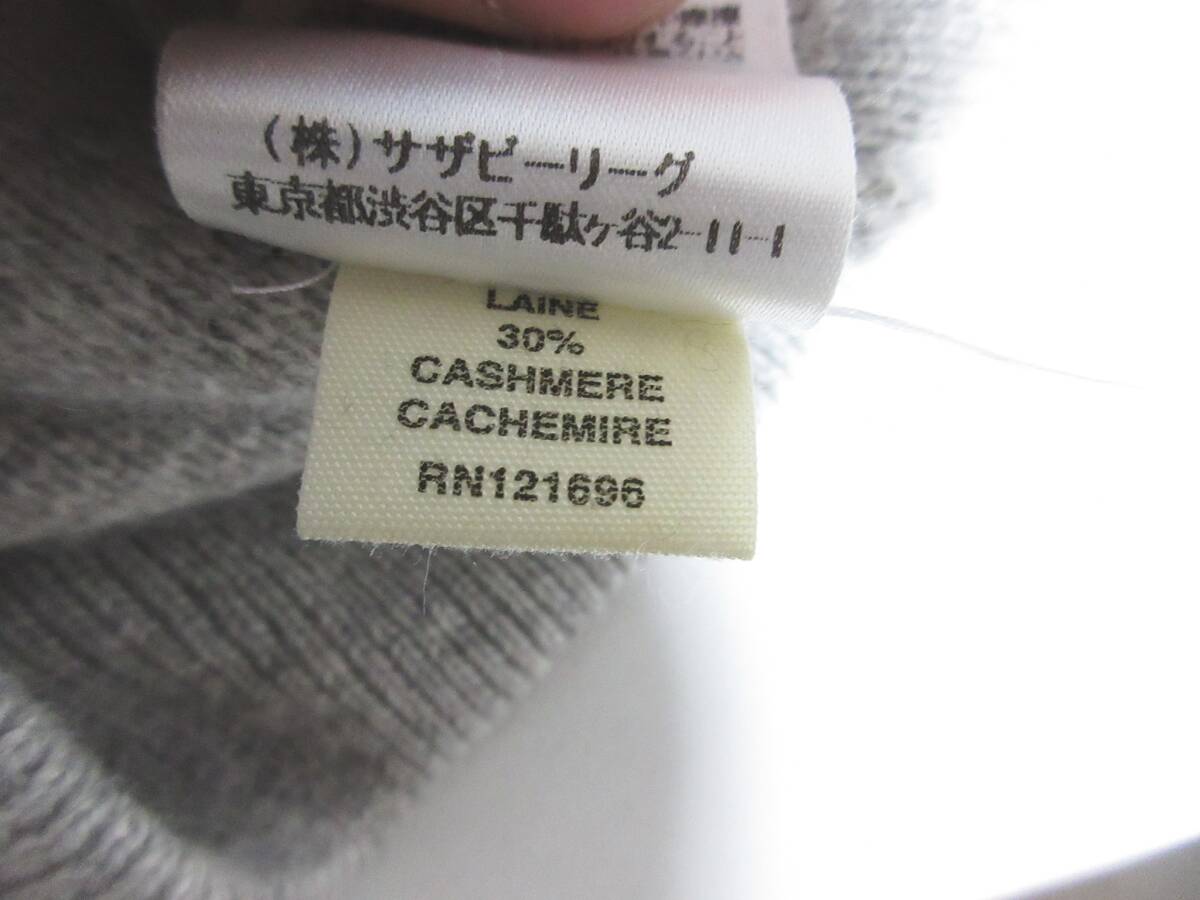 (株)サザビーリーグ
東京都渋谷区千駄ヶ谷2-11-1
LAINE
30%
CASHMERE
CACHEMIRE
RN121696